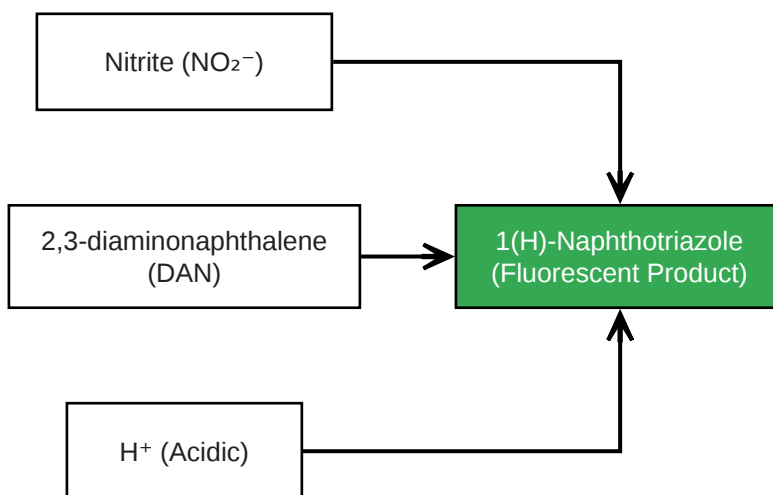 Nitrite (NO₂⁻)
2,3-diaminonaphthalene
(DAN)
1(H)-Naphthotriazole
(Fluorescent Product)
H⁺ (Acidic)